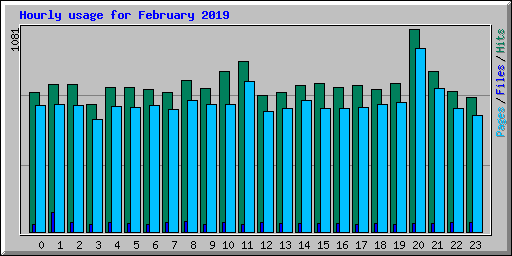 Hourly usage for February 2019
1081
Pages / Files / Hits
0 1 2 3 4 5 6 7 8 9 10 11 12 13 14 15 16 17 18 19 20 21 22 23